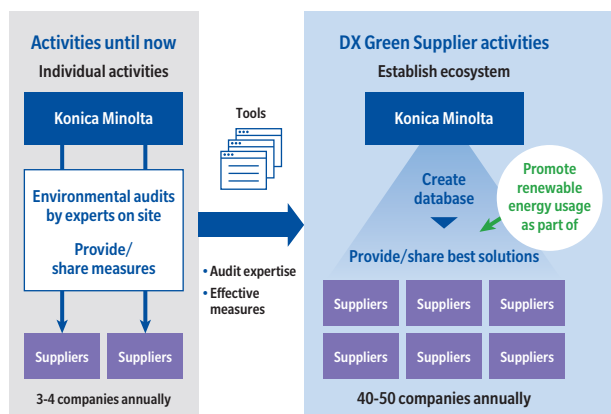 Activities until now
Individual activities
Konica Minolta
Environmental audits
by experts on site
Provide/
share measures
Suppliers
Suppliers
3-4 companies annually
Tools
• Audit expertise
• Effective
measures
DX Green Supplier activities
Establish ecosystem
Konica Minolta
Create
database
Promote
renewable
energy usage
as part of
Provide/share best solutions
Suppliers
Suppliers
Suppliers
Suppliers
Suppliers
Suppliers
40-50 companies annually